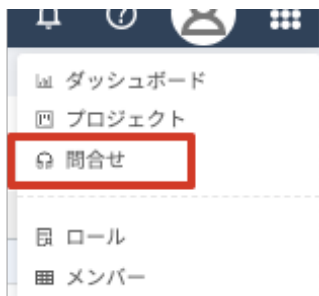 ダッシュボード
プロジェクト
問合せ
ロール
メンバー